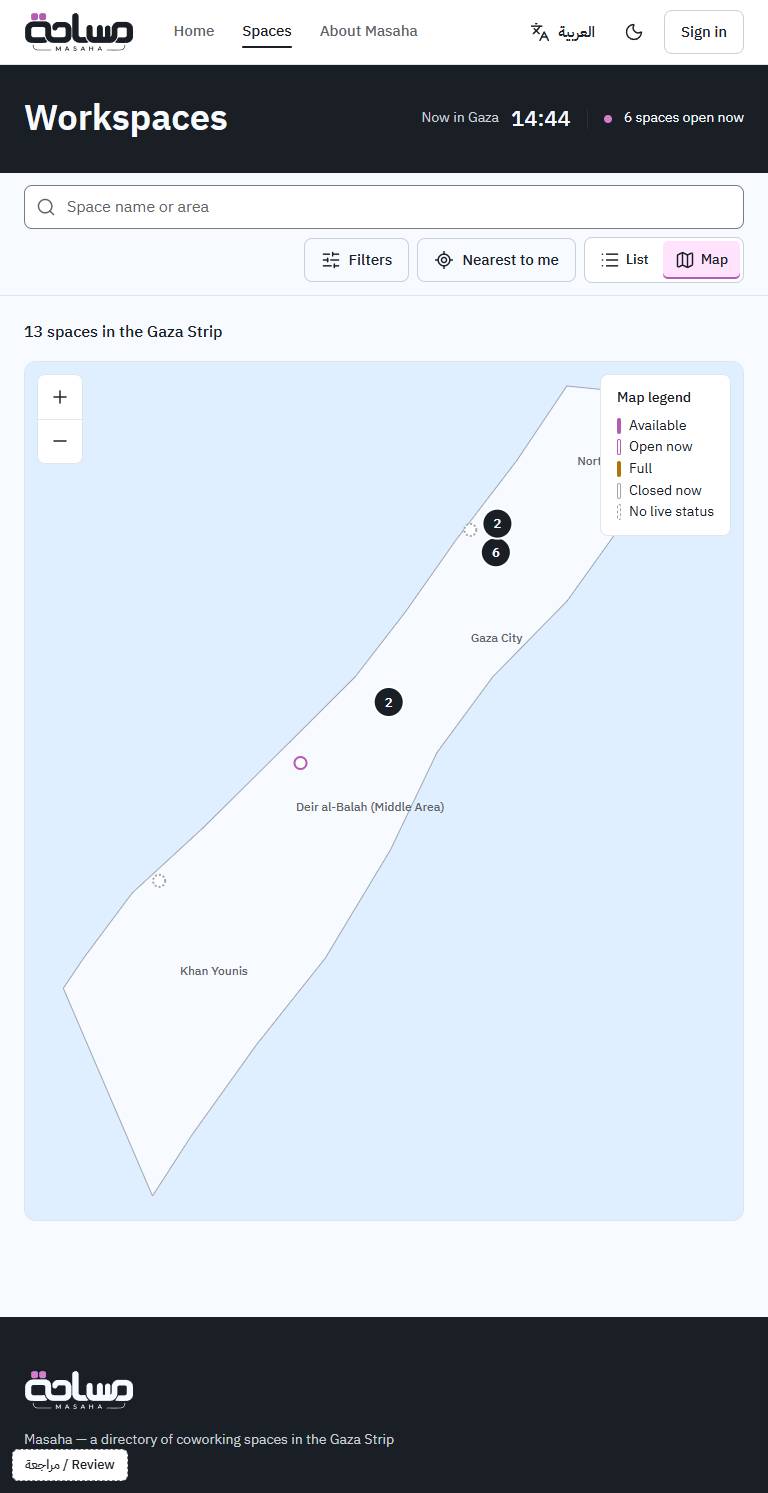 مساحة
MASAHA
Home
Spaces
About Masaha
العربية
Sign in
Workspaces
Now in Gaza 14:44
6 spaces open now
Space name or area
Filters
Nearest to me
List
Map
13 spaces in the Gaza Strip
+
−
Map legend
Available
Open now
Full
Closed now
No live status
Nort
2
6
Gaza City
2
Deir al-Balah (Middle Area)
Khan Younis
مساحة
MASAHA
Masaha — a directory of coworking spaces in the Gaza Strip
مراجعة / Review